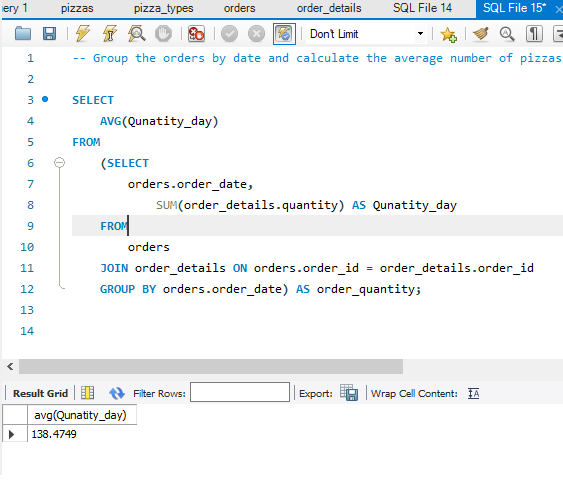 ery 1 pizzas pizza_types orders order_details SQL File 14 SQL File 15*
Don't Limit
1 -- Group the orders by date and calculate the average number of pizzas
2
3 SELECT
4 AVG(Qunatity_day)
5 FROM
6 (SELECT
7 orders.order_date,
8 SUM(order_details.quantity) AS Qunatity_day
9 FROM
10 orders
11 JOIN order_details ON orders.order_id = order_details.order_id
12 GROUP BY orders.order_date) AS order_quantity;
13
14
Result Grid Filter Rows: Export: Wrap Cell Content:
avg(Qunatity_day)
138.4749